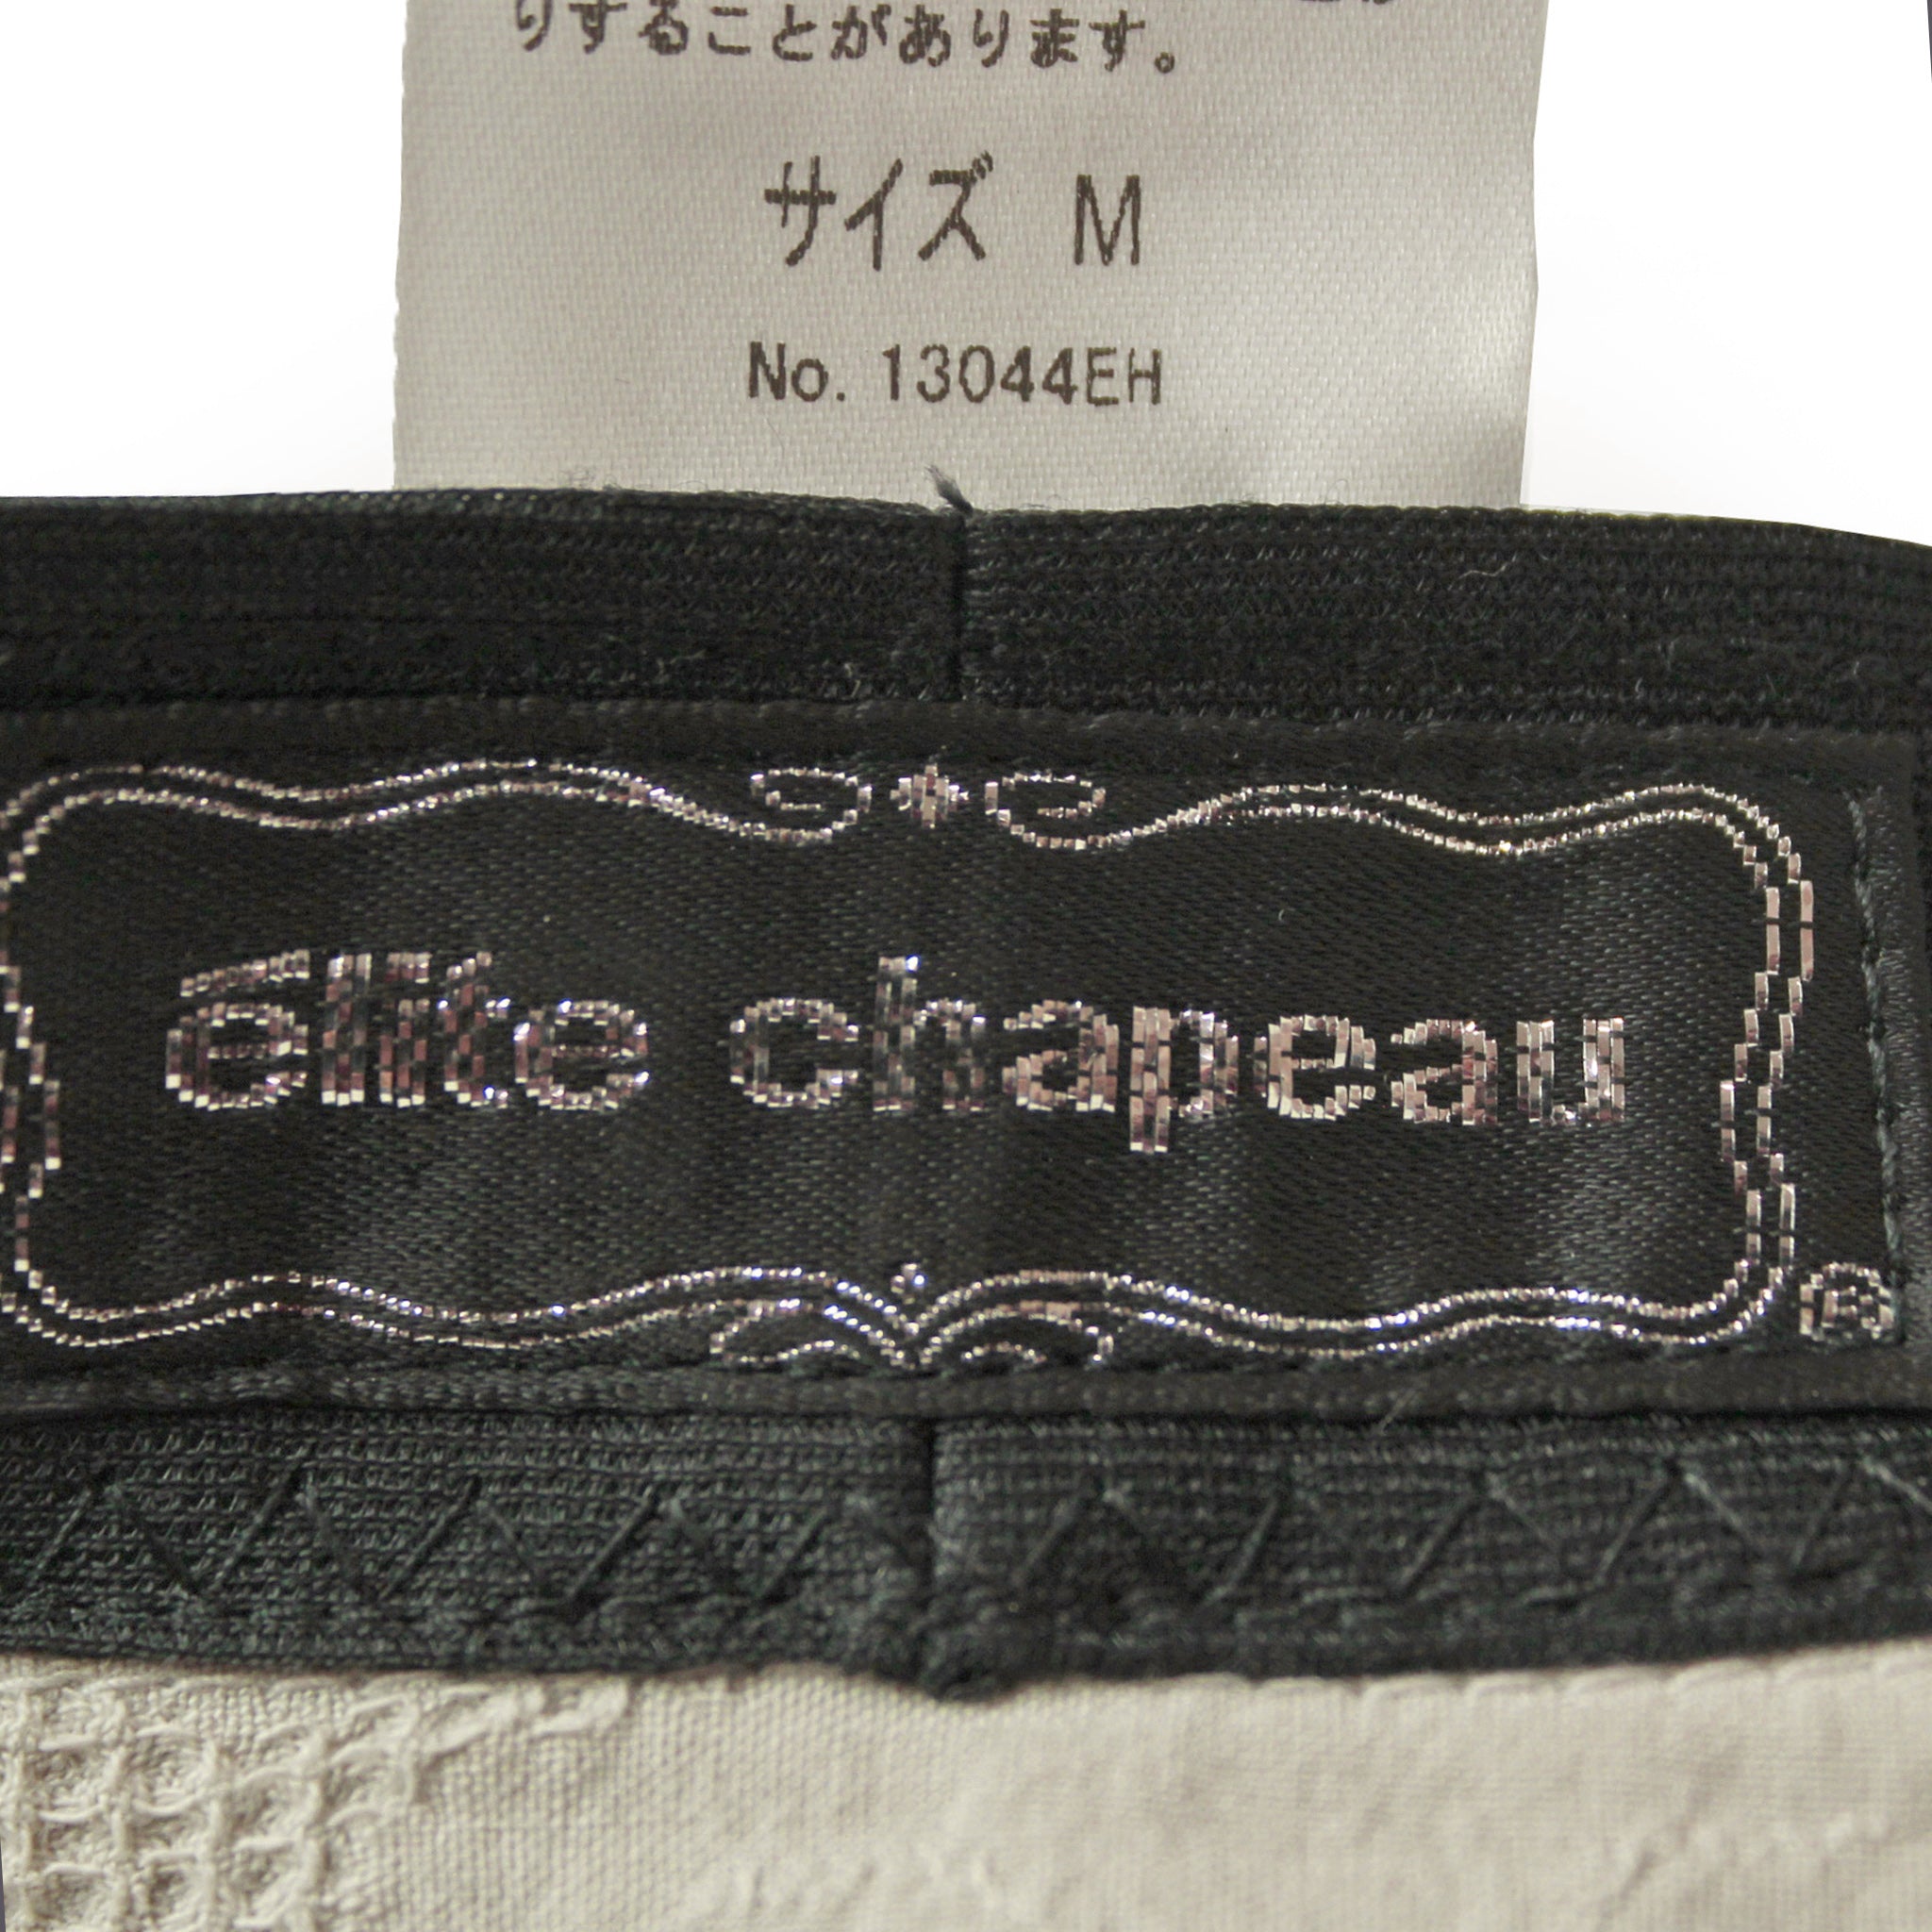 りすることがあります。
サイズ M
No. 13044EH
élite chapeau
®